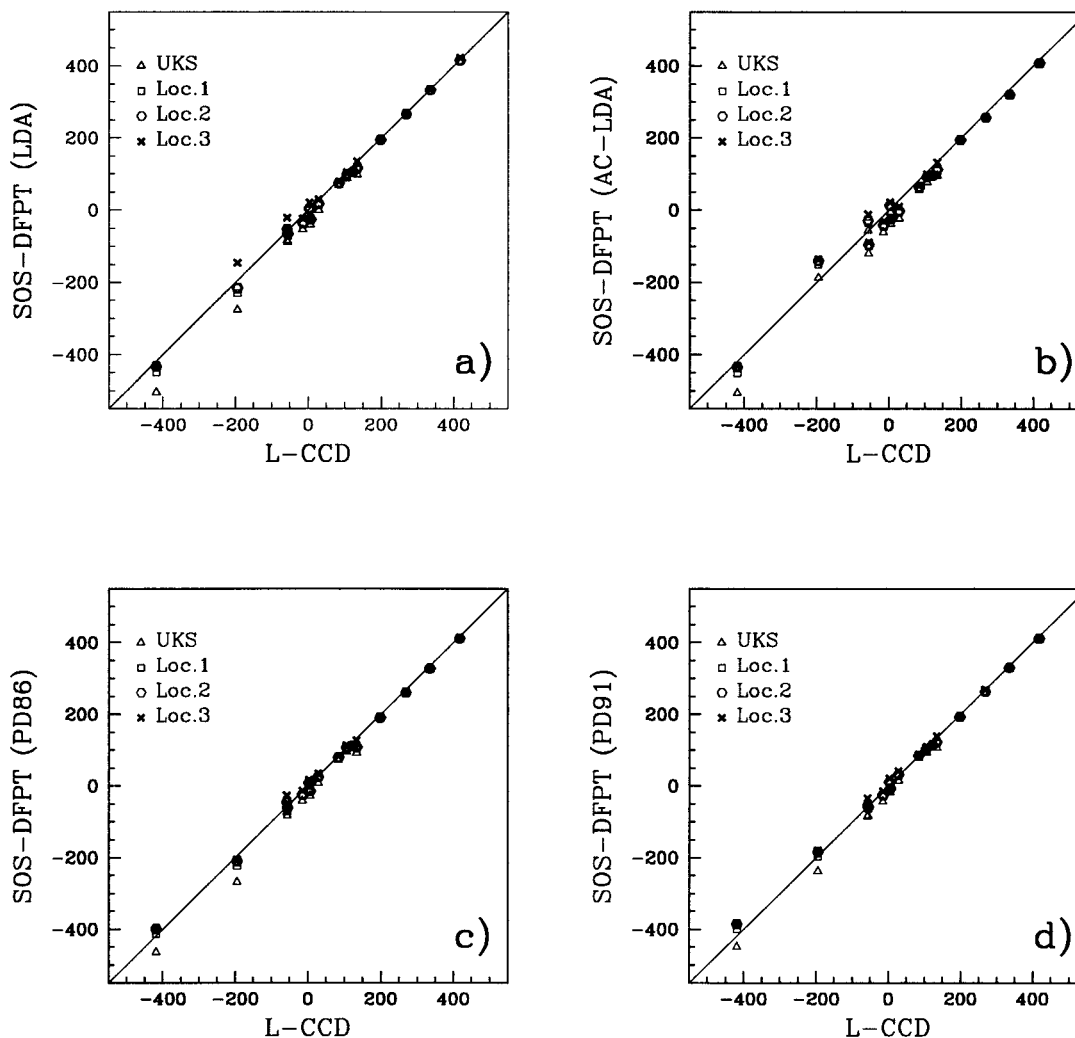 SOS-DFPT (LDA)
400
200
0
-200
-400
△ UKS
□ Loc.1
○ Loc.2
× Loc.3
a)
-400 -200 0 200 400
L-CCD
SOS-DFPT (AC-LDA)
400
200
0
-200
-400
△ UKS
□ Loc.1
○ Loc.2
× Loc.3
b)
-400 -200 0 200 400
L-CCD
SOS-DFPT (PD86)
400
200
0
-200
-400
△ UKS
□ Loc.1
○ Loc.2
× Loc.3
c)
-400 -200 0 200 400
L-CCD
SOS-DFPT (PD91)
400
200
0
-200
-400
△ UKS
□ Loc.1
○ Loc.2
× Loc.3
d)
-400 -200 0 200 400
L-CCD